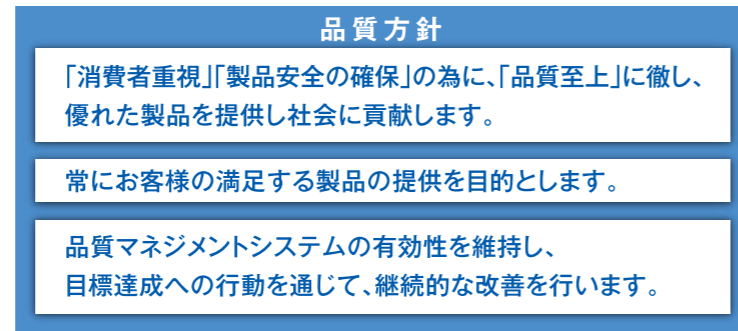 品質方針
「消費者重視」「製品安全の確保」の為に、「品質至上」に徹し、
優れた製品を提供し社会に貢献します。
常にお客様の満足する製品の提供を目的とします。
品質マネジメントシステムの有効性を維持し、
目標達成への行動を通じて、継続的な改善を行います。